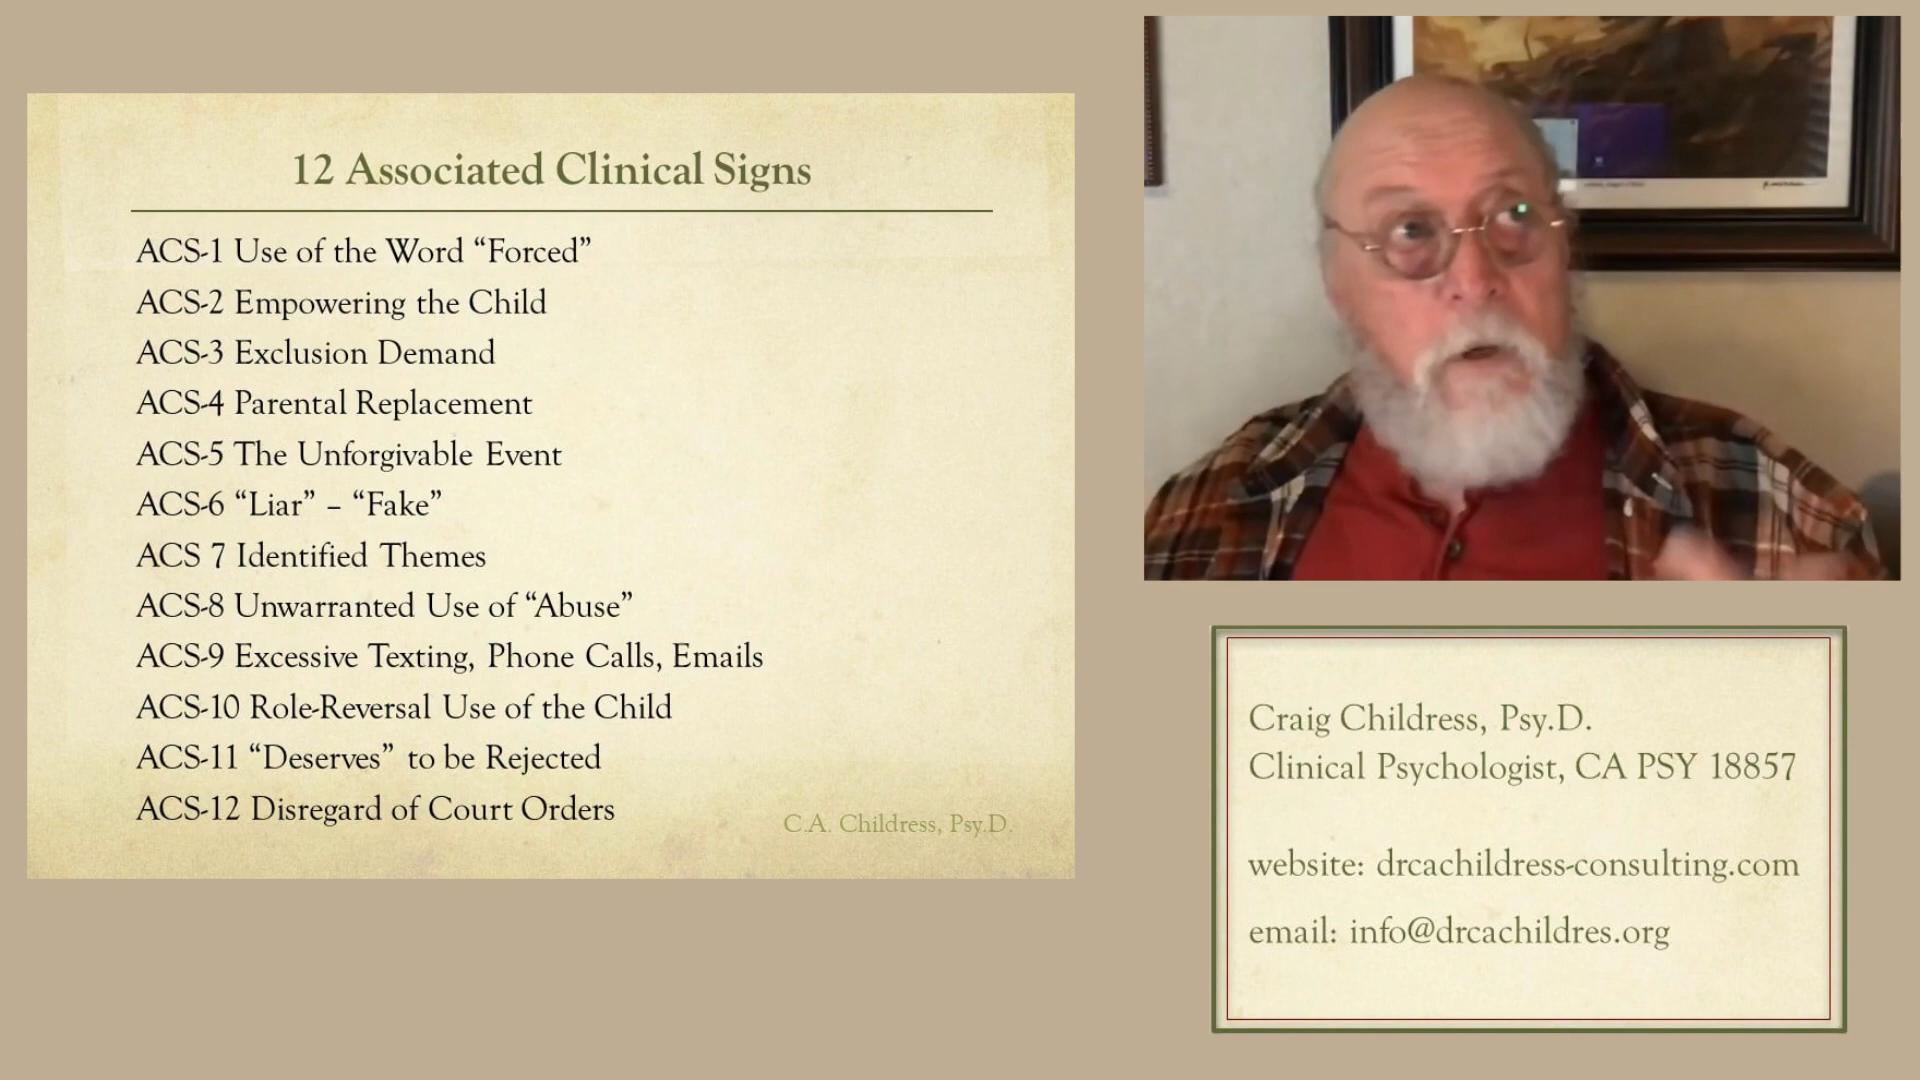 12 Associated Clinical Signs
ACS-1 Use of the Word “Forced”
ACS-2 Empowering the Child
ACS-3 Exclusion Demand
ACS-4 Parental Replacement
ACS-5 The Unforgivable Event
ACS-6 “Liar” – “Fake”
ACS 7 Identified Themes
ACS-8 Unwarranted Use of “Abuse”
ACS-9 Excessive Texting, Phone Calls, Emails
ACS-10 Role-Reversal Use of the Child
ACS-11 “Deserves” to be Rejected
ACS-12 Disregard of Court Orders
C.A. Childress, Psy.D.
Craig Childress, Psy.D.
Clinical Psychologist, CA PSY 18857
website: drcachildress-consulting.com
email: info@drcachildres.org